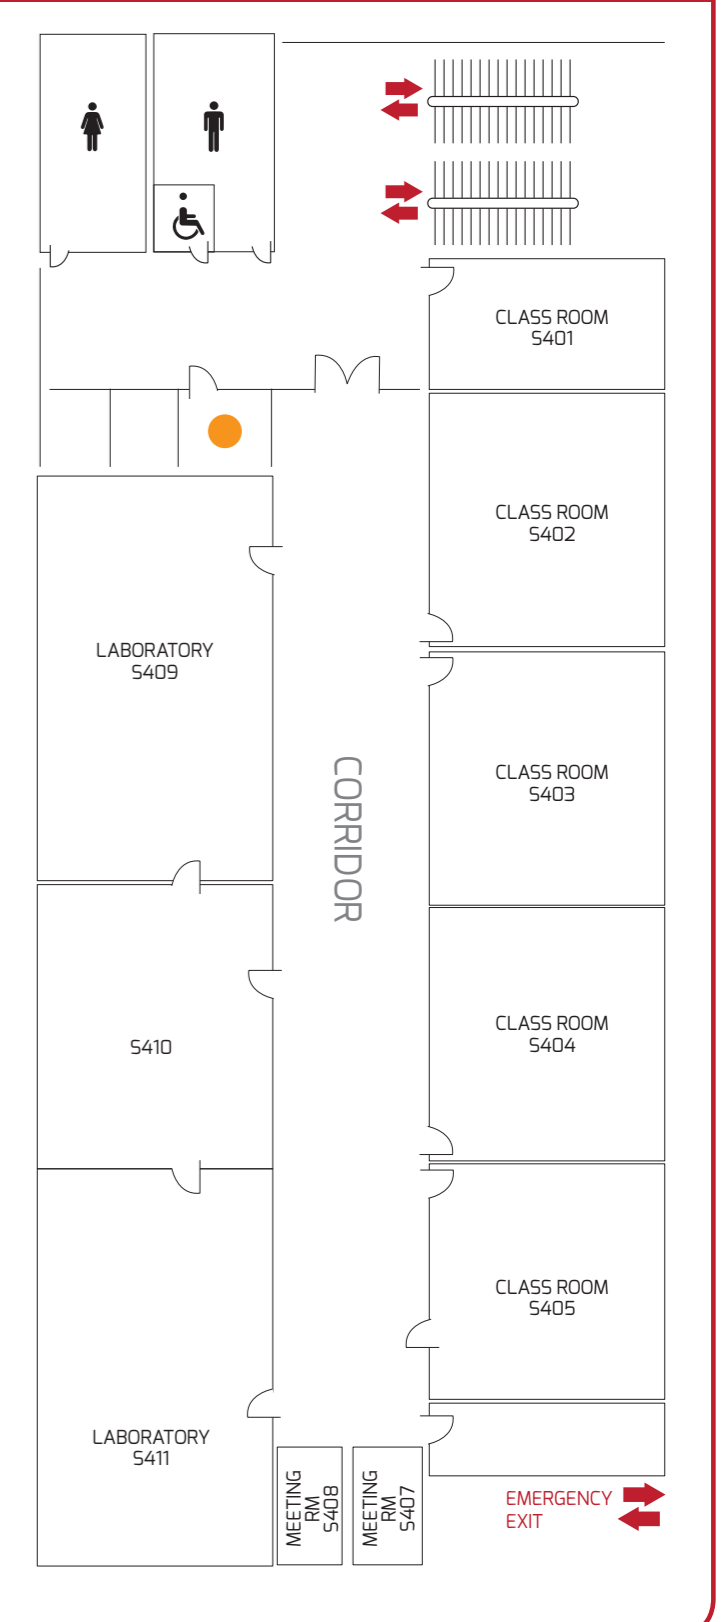 CLASS ROOM
S401
CLASS ROOM
S402
LABORATORY
S409
CLASS ROOM
S403
CORRIDOR
CLASS ROOM
S404
S410
CLASS ROOM
S405
LABORATORY
S411
MEETING
RM
S408
MEETING
RM
S407
EMERGENCY
EXIT